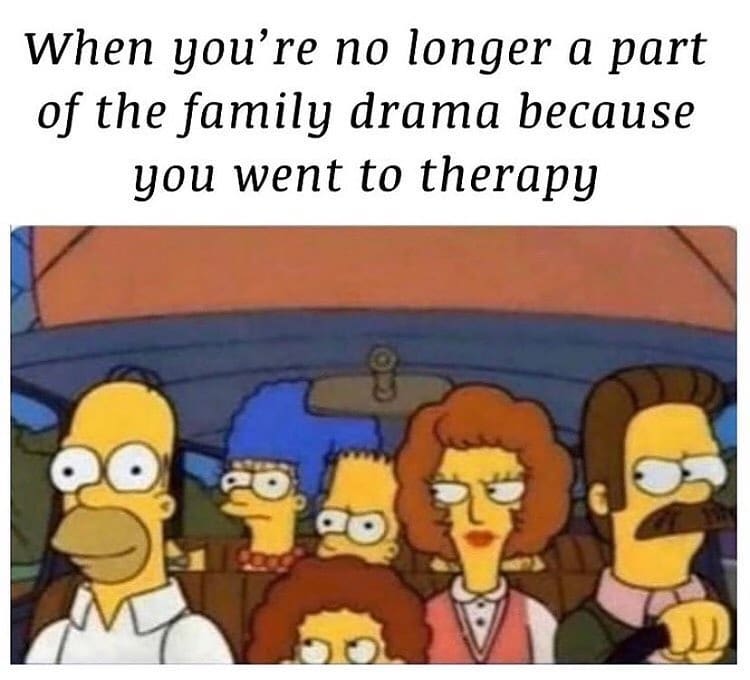 When you’re no longer a part
of the family drama because
you went to therapy